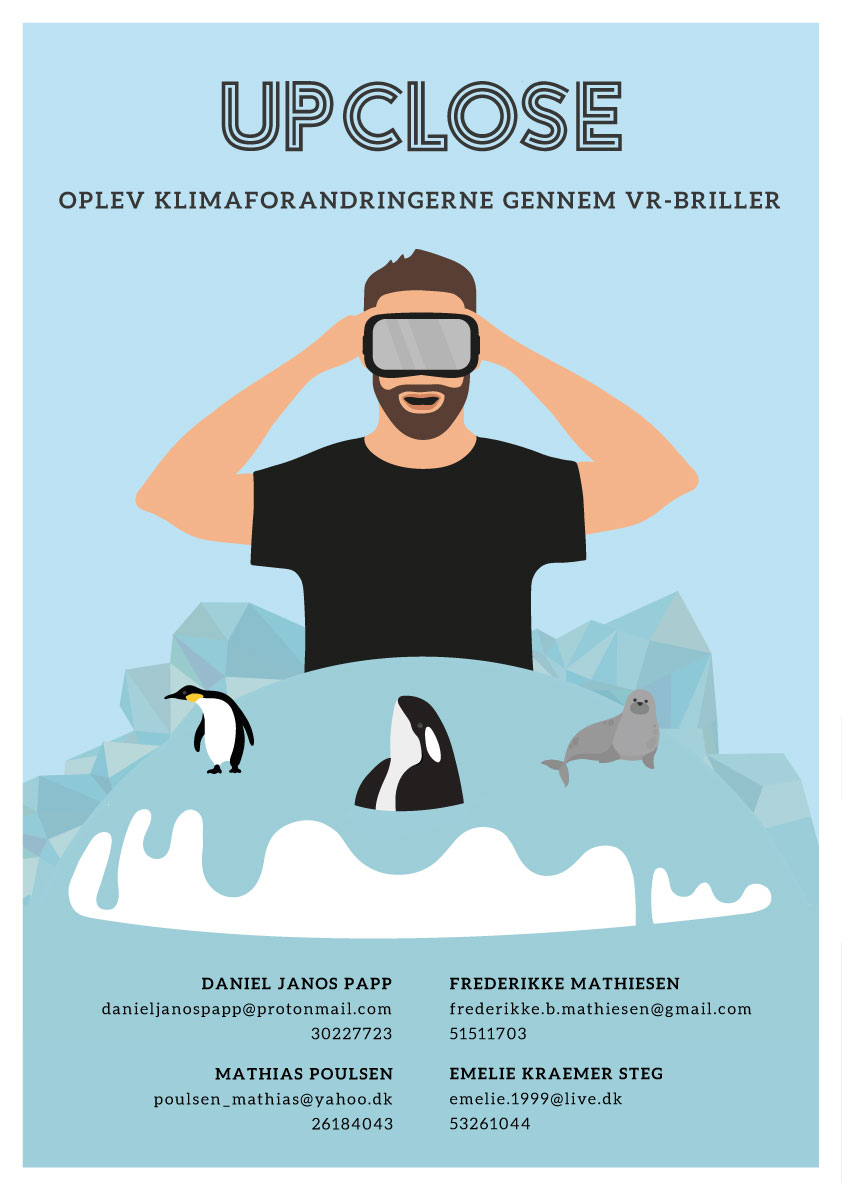 UPCLOSE
OPLEV KLIMAFORANDRINGERNE GENNEM VR-BRILLER
DANIEL JANOS PAPP
danieljanospapp@protonmail.com
30227723
FREDERIKKE MATHIESEN
frederikke.b.mathiesen@gmail.com
51511703
MATHIAS POULSEN
poulsen_mathias@yahoo.dk
26184043
EMELIE KRAEMER STEG
emelie.1999@live.dk
53261044